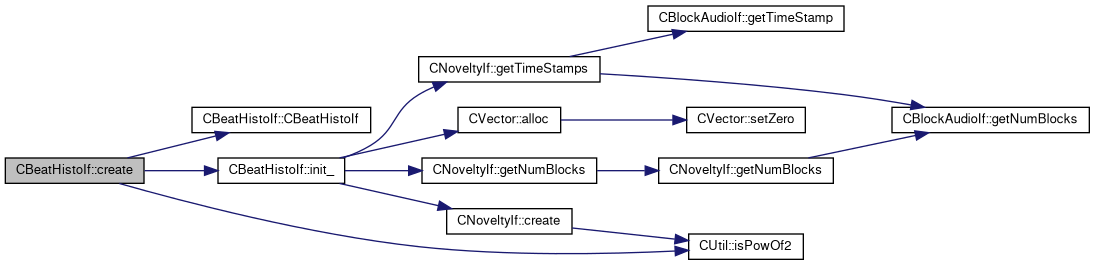 CBlockAudioIf::getTimeStamp
CNoveltyIf::getTimeStamps
CBeatHistoIf::CBeatHistoIf
CVector::alloc
CVector::setZero
CBlockAudioIf::getNumBlocks
CBeatHistoIf::create
CBeatHistoIf::init_
CNoveltyIf::getNumBlocks
CNoveltyIf::getNumBlocks
CNoveltyIf::create
CUtil::isPowOf2